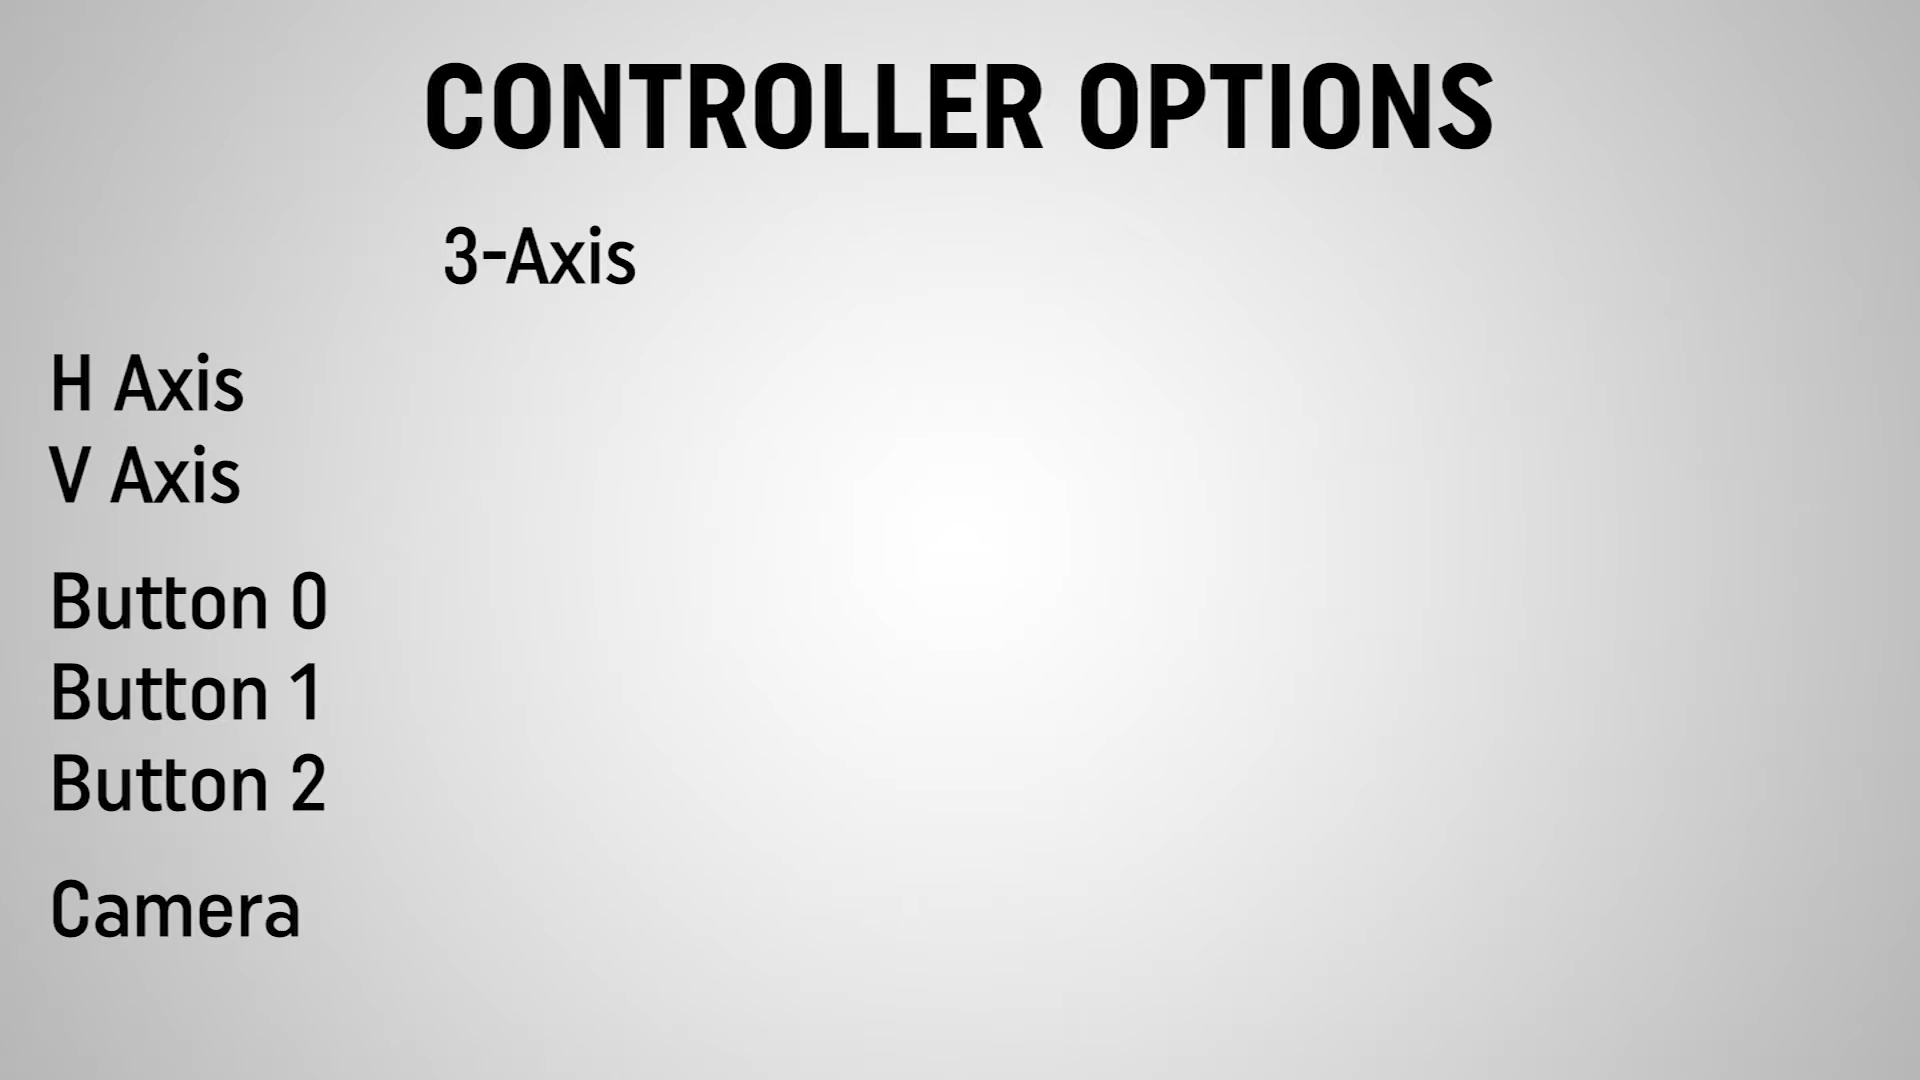 CONTROLLER OPTIONS
3-Axis
H Axis
V Axis
Button 0
Button 1
Button 2
Camera